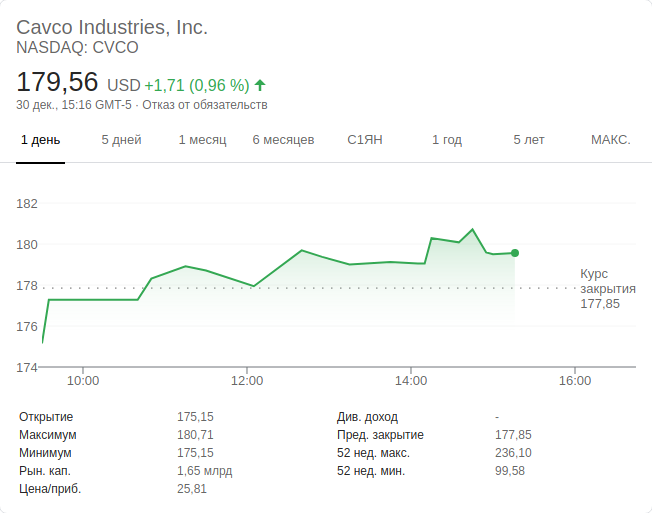 Cavco Industries, Inc.
NASDAQ: CVCO
179,56 USD +1,71 (0,96 %)
30 дек., 15:16 GMT-5 · Отказ от обязательств
1 день 5 дней 1 месяц 6 месяцев С1ЯН 1 год 5 лет МАКС.
182
180
178
176
174
Курс
закрытия
177,85
10:00 12:00 14:00 16:00
Открытие 175,15 Див. доход -
Максимум 180,71 Пред. закрытие 177,85
Минимум 175,15 52 нед. макс. 236,10
Рын. кап. 1,65 млрд 52 нед. мин. 99,58
Цена/приб. 25,81